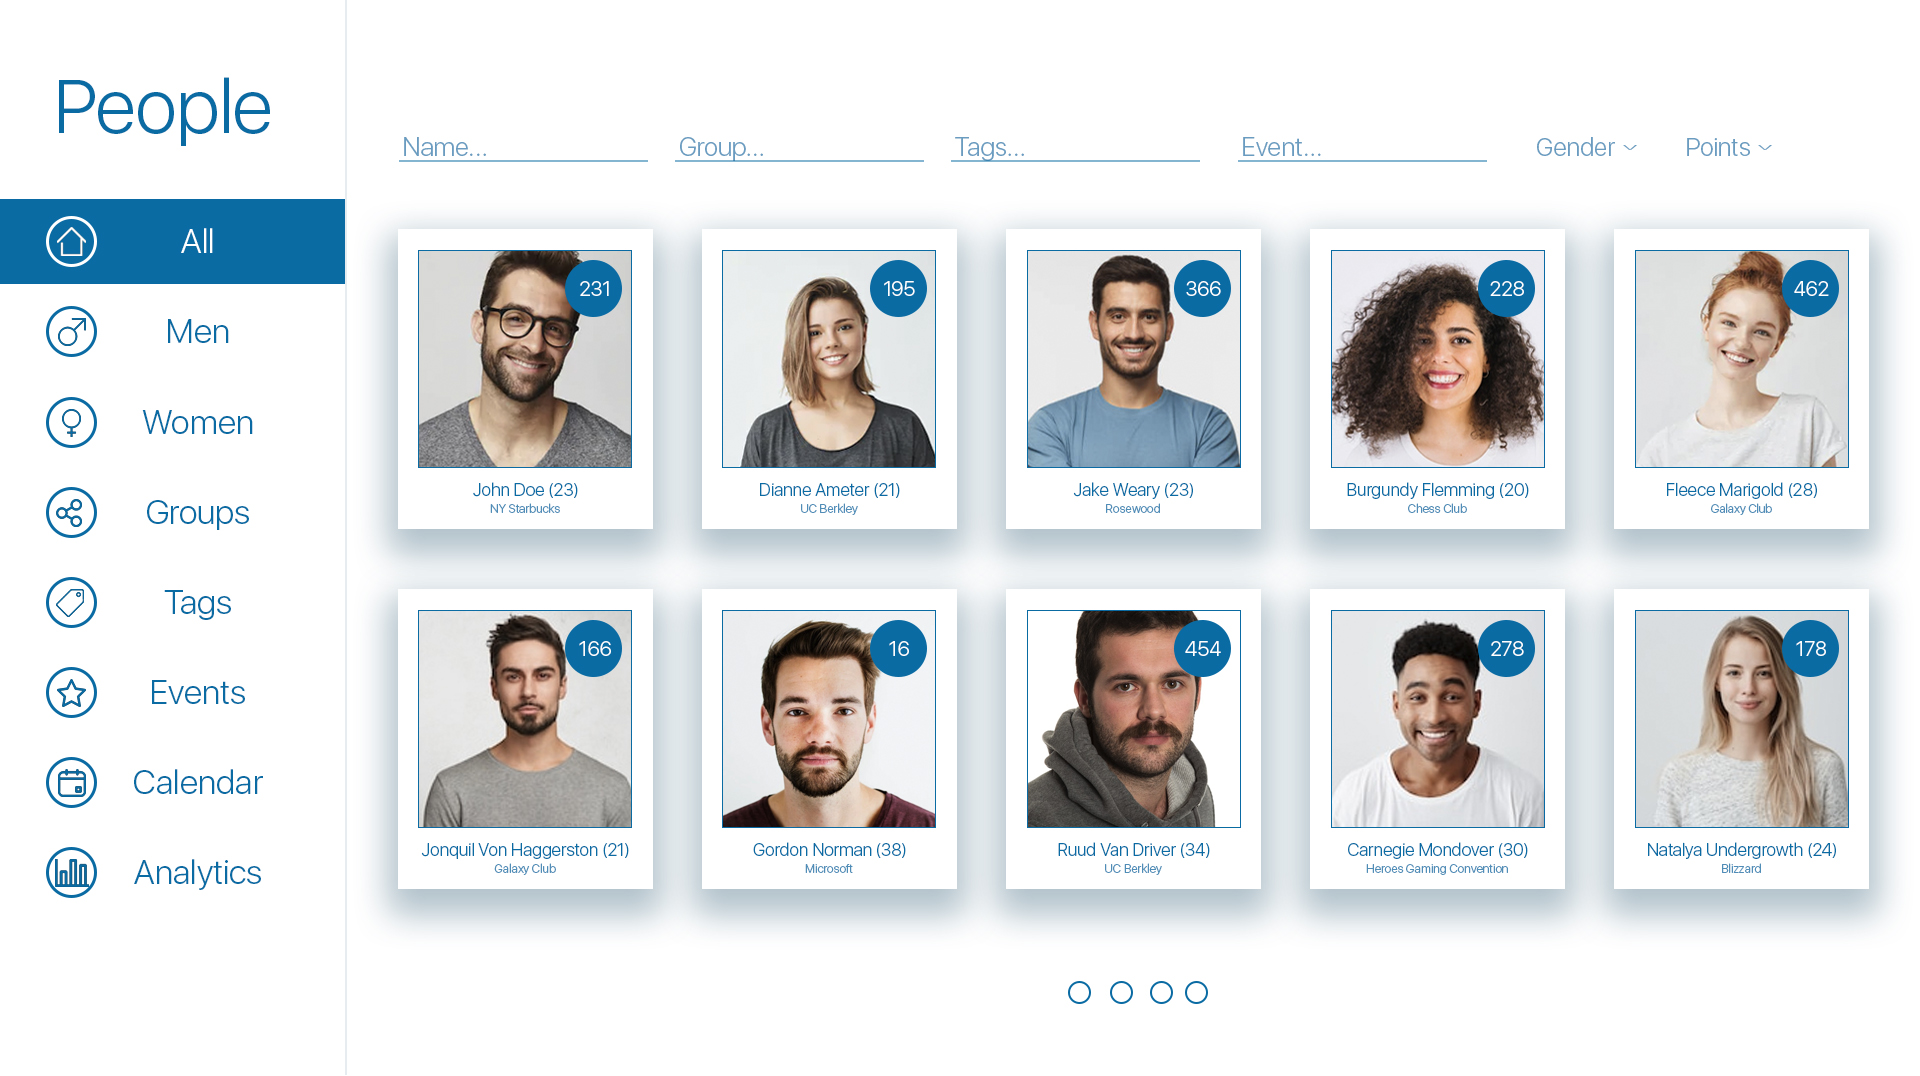 People
All
Men
Women
Groups
Tags
Events
Calendar
Analytics
Name...
Group...
Tags...
Event...
Gender
Points
231
John Doe (23)
NY Starbucks
195
Dianne Ameter (21)
UC Berkley
366
Jake Weary (23)
Rosewood
228
Burgundy Flemming (20)
Chess Club
462
Fleece Marigold (28)
Galaxy Club
166
Jonquil Von Haggerston (21)
Galaxy Club
16
Gordon Norman (38)
Microsoft
454
Ruud Van Driver (34)
UC Berkley
278
Carnegie Mondover (30)
Heroes Gaming Convention
178
Natalya Undergrowth (24)
Blizzard